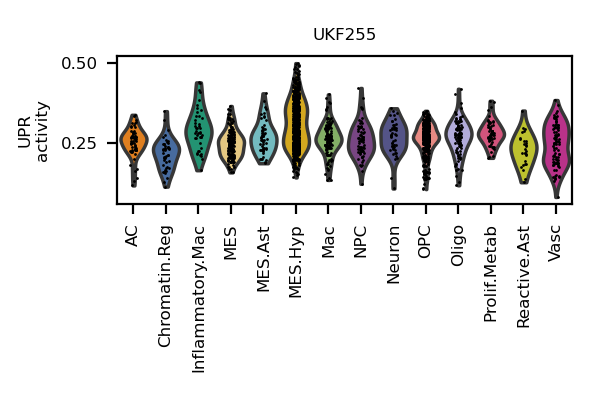 UKF255
UPR
activity
0.50
0.25
AC
Chromatin.Reg
Inflammatory.Mac
MES
MES.Ast
MES.Hyp
Mac
NPC
Neuron
OPC
Oligo
Prolif.Metab
Reactive.Ast
Vasc